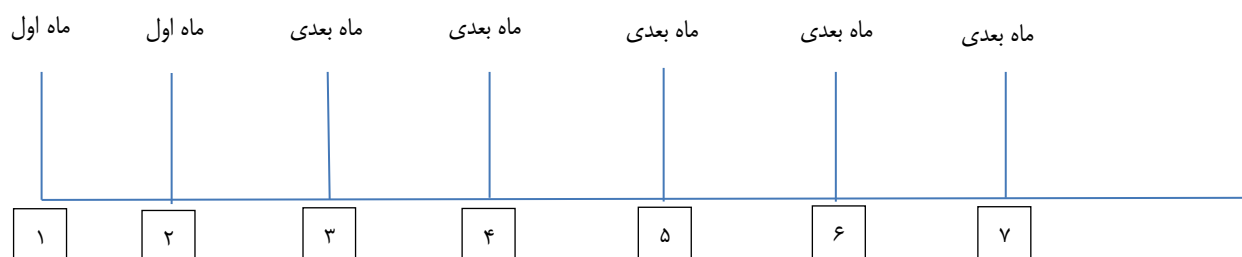 ماه اول ماه اول ماه بعدی ماه بعدی ماه بعدی ماه بعدی ماه بعدی
۱ ۲ ۳ ۴ ۵ ۶ ۷